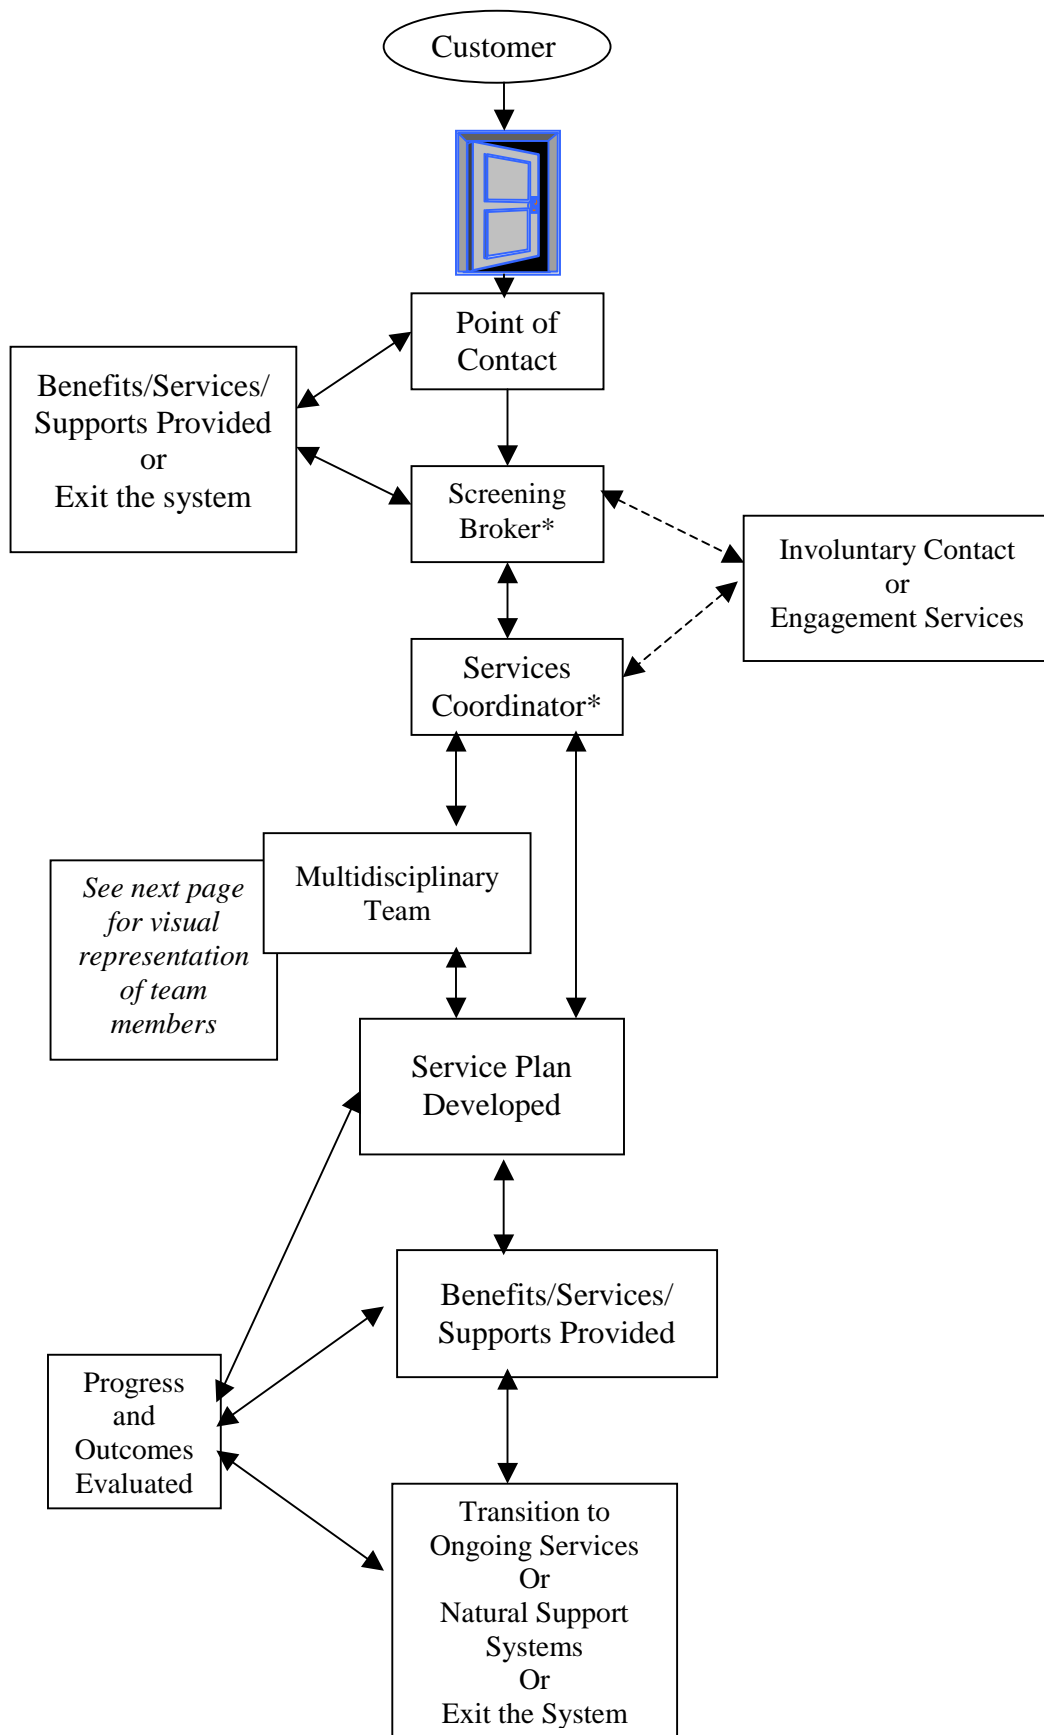 Customer
Point of
Contact
Benefits/Services/
Supports Provided
or
Exit the system
Screening
Broker*
Involuntary Contact
or
Engagement Services
Services
Coordinator*
Multidisciplinary
Team
See next page
for visual
representation
of team
members
Service Plan
Developed
Benefits/Services/
Supports Provided
Progress
and
Outcomes
Evaluated
Transition to
Ongoing Services
Or
Natural Support
Systems
Or
Exit the System